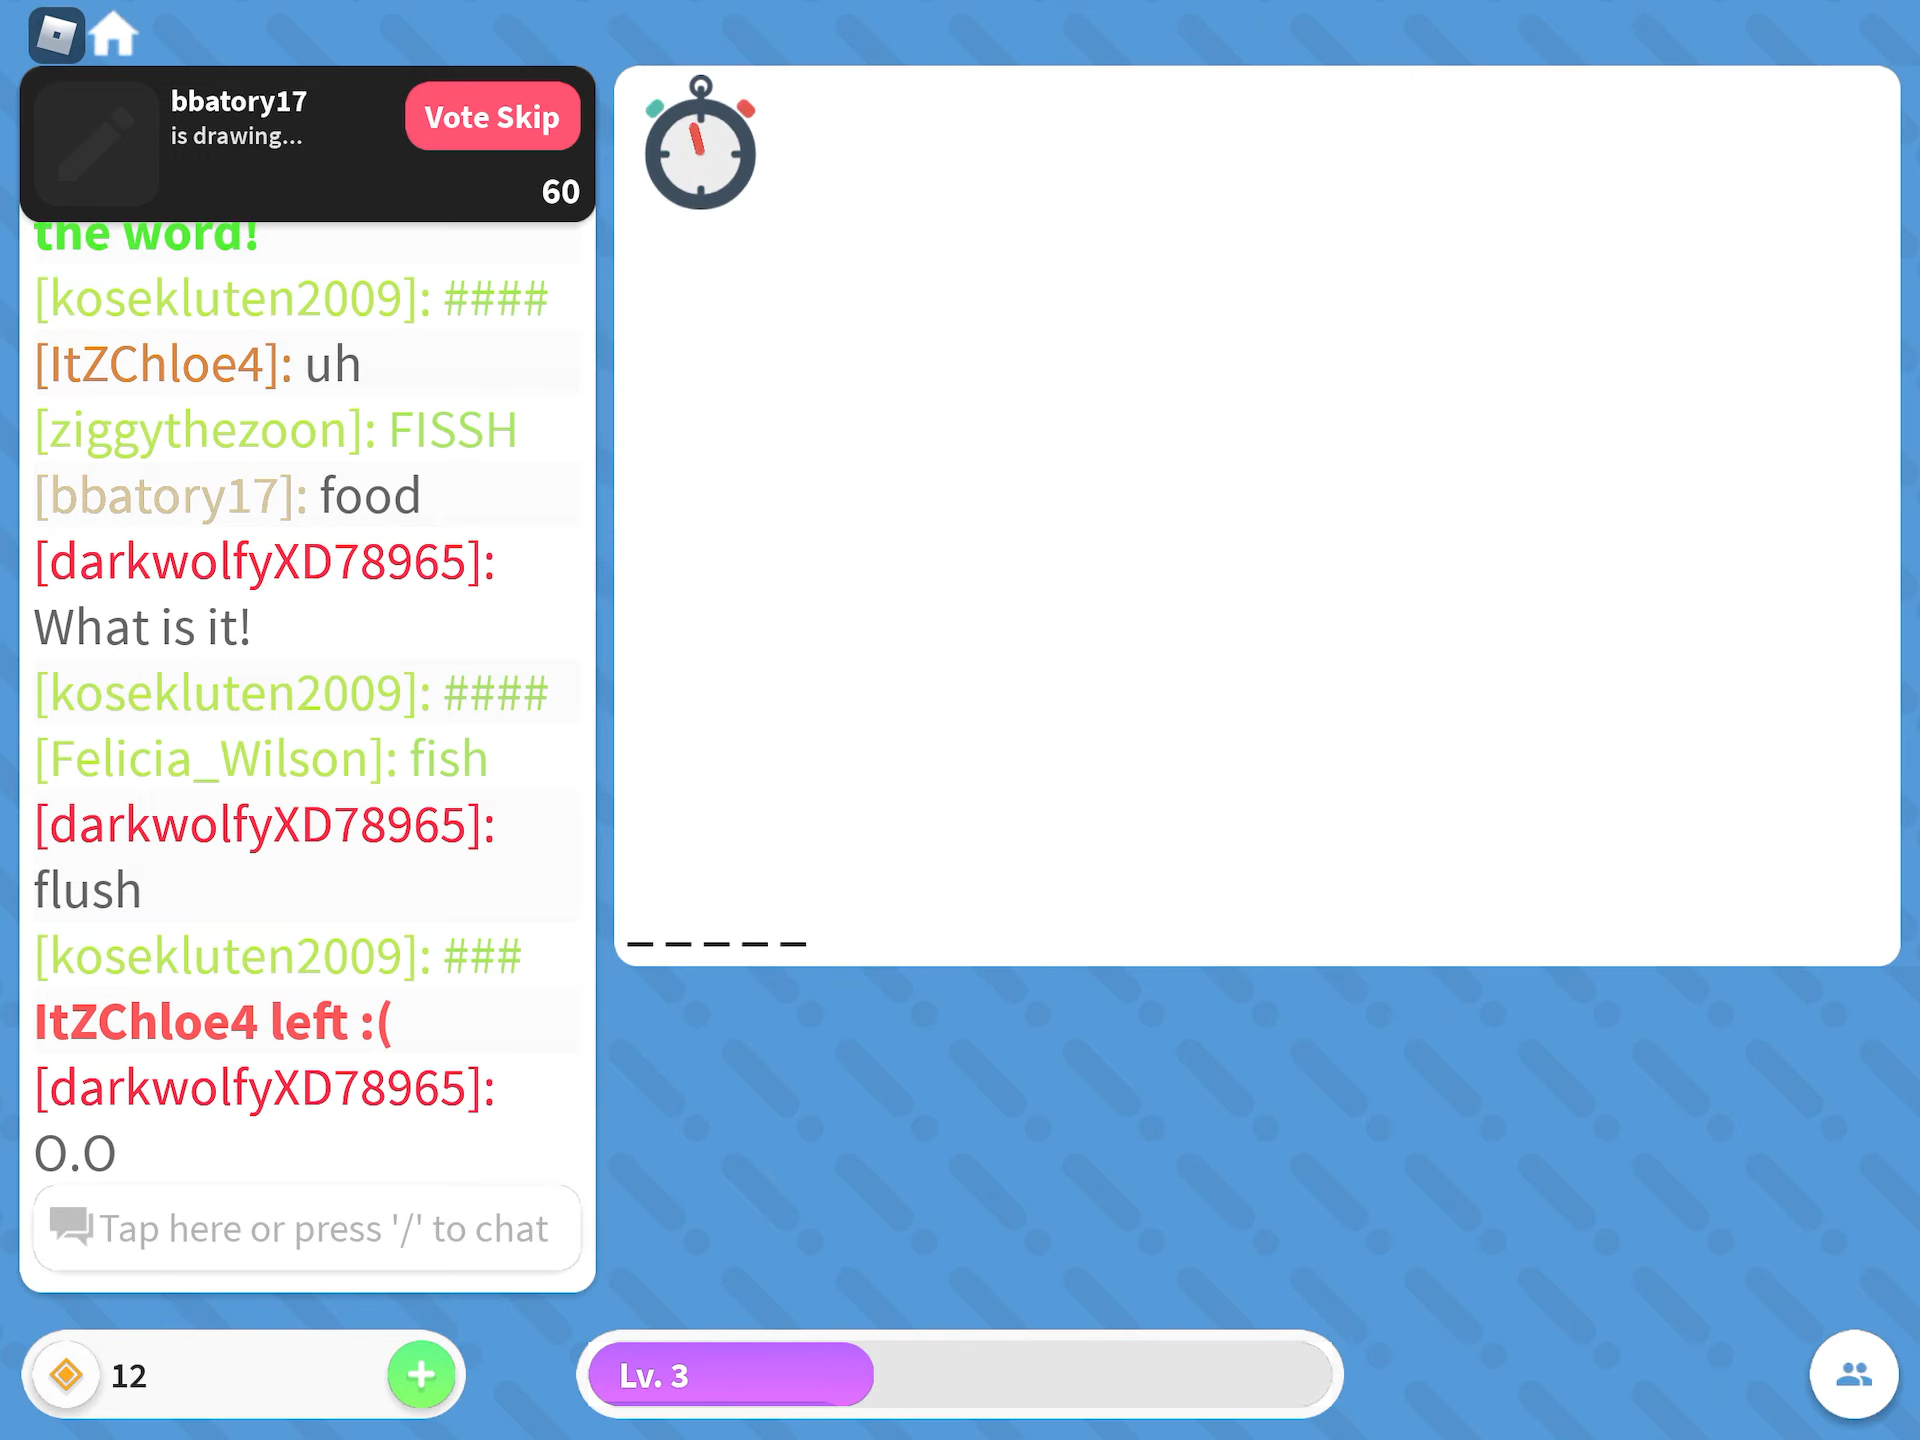 bbatory17
is drawing...
Vote Skip
60
the word!
[kosekluten2009]: ####
[ItZChloe4]: uh
[ziggythezoon]: FISSH
[bbatory17]: food
[darkwolfyXD78965]:
What is it!
[kosekluten2009]: ####
[Felicia_Wilson]: fish
[darkwolfyXD78965]:
flush
[kosekluten2009]: ###
ItZChloe4 left :(
[darkwolfyXD78965]:
O.O
Tap here or press '/' to chat
_ _ _ _ _
12
+
Lv. 3